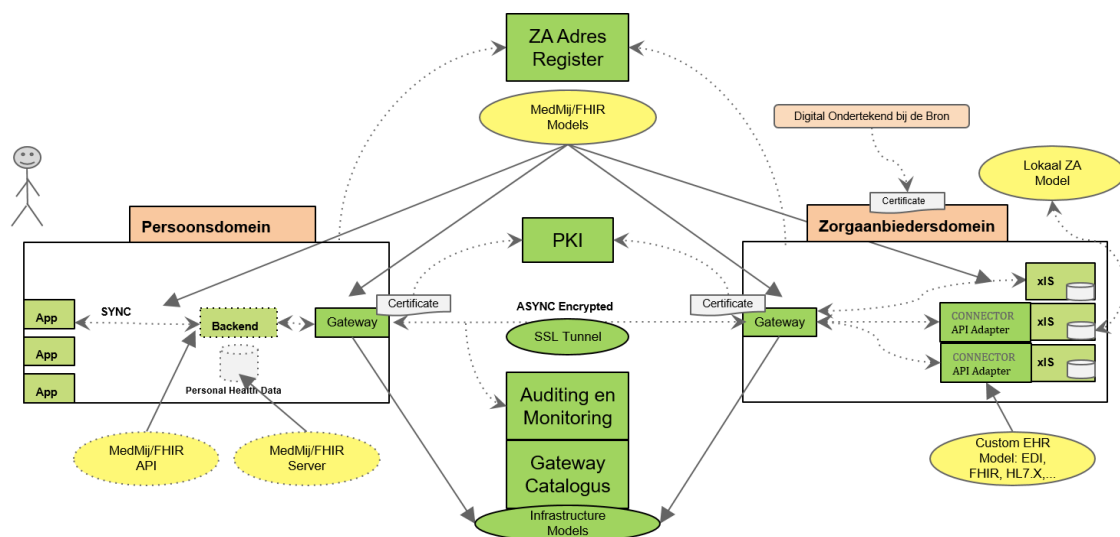 ZA Adres
Register
MedMij/FHIR
Models
Digital Ondertekend bij de Bron
Lokaal ZA
Model
Certificate
Persoonsdomein
Zorgaanbiedersdomein
PKI
xIS
Certificate
Certificate
App
SYNC
Backend
Gateway
ASYNC Encrypted
SSL Tunnel
Gateway
CONNECTOR
API Adapter
xIS
App
CONNECTOR
API Adapter
xIS
App
Personal Health Data
Auditing en
Monitoring
MedMij/FHIR
API
MedMij/FHIR
Server
Custom EHR
Model: EDI,
FHIR, HL7.X,...
Gateway
Catalogus
Infrastructure
Models